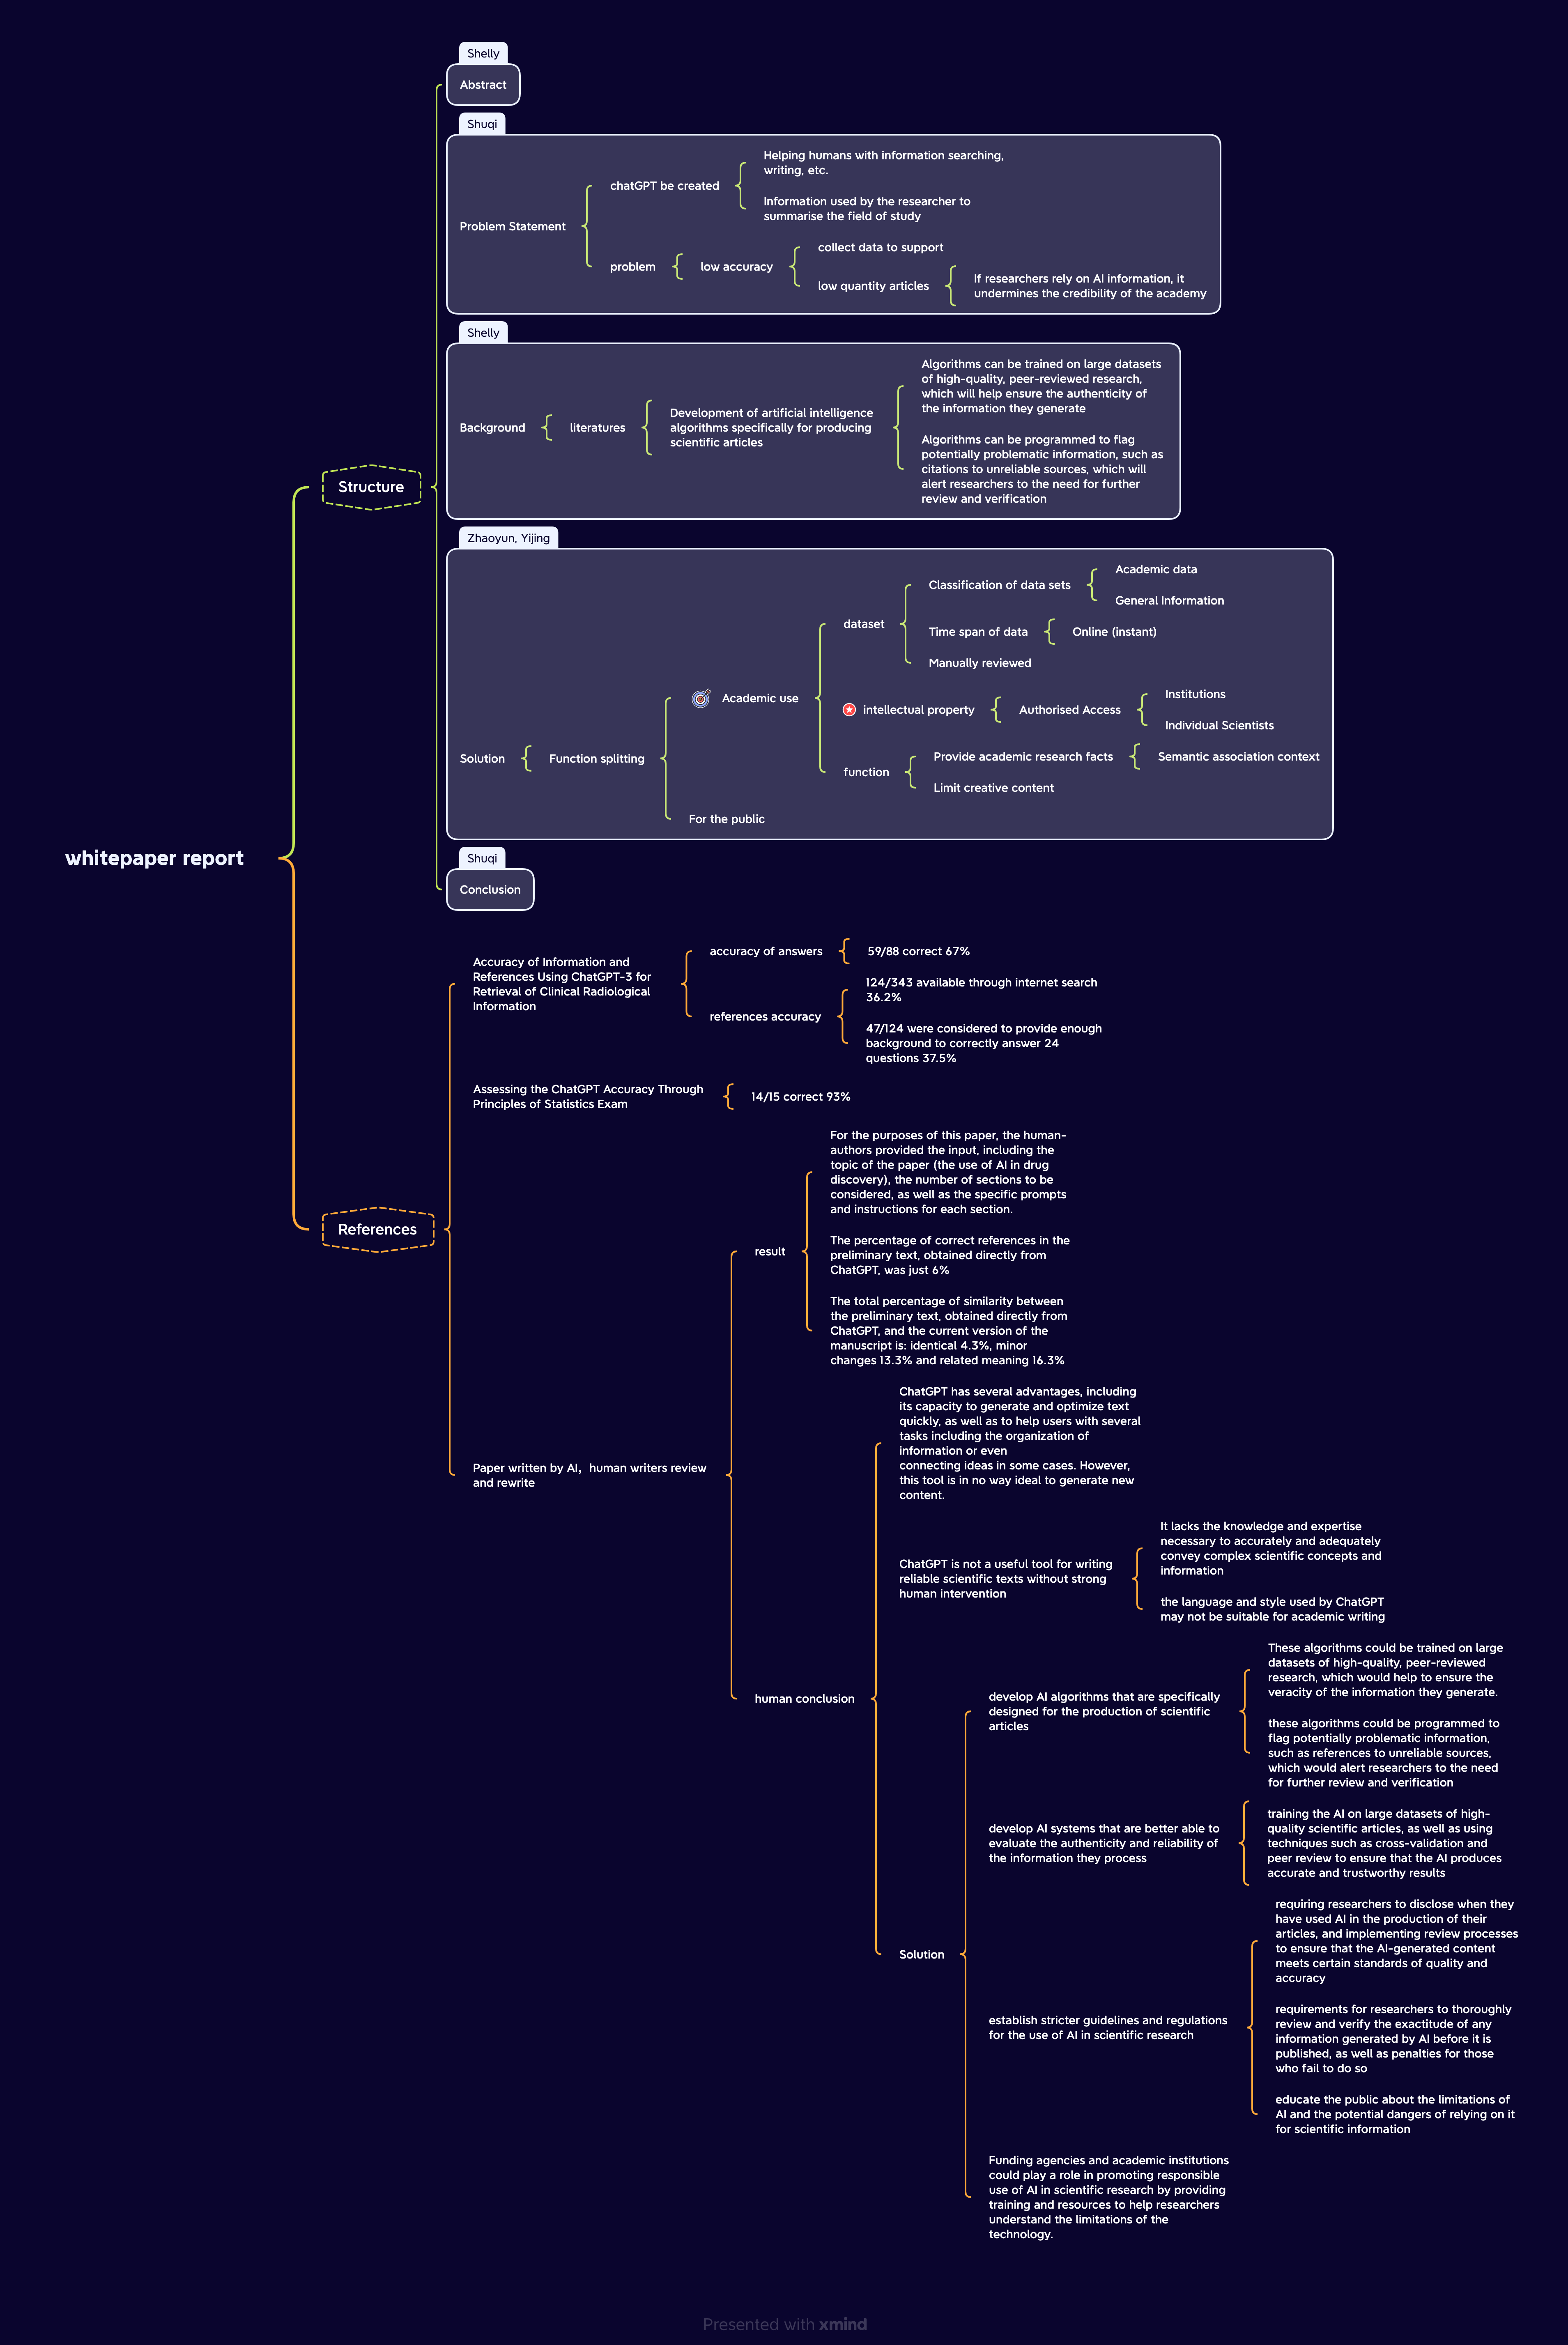 Shelly
Abstract
Shuqi
Problem Statement
chatGPT be created
Helping humans with information searching,
writing, etc.
Information used by the researcher to
summarise the field of study
problem
low accuracy
collect data to support
low quantity articles
If researchers rely on AI information, it
undermines the credibility of the academy
Shelly
Background
literatures
Development of artificial intelligence
algorithms specifically for producing
scientific articles
Algorithms can be trained on large datasets
of high-quality, peer-reviewed research,
which will help ensure the authenticity of
the information they generate
Algorithms can be programmed to flag
potentially problematic information, such as
citations to unreliable sources, which will
alert researchers to the need for further
review and verification
Structure
Zhaoyun, Yijing
Solution
Function splitting
Academic use
dataset
Classification of data sets
Academic data
General Information
Time span of data
Online (instant)
Manually reviewed
intellectual property
Authorised Access
Institutions
Individual Scientists
function
Provide academic research facts
Semantic association context
Limit creative content
For the public
Shuqi
Conclusion
whitepaper report
References
Accuracy of Information and
References Using ChatGPT-3 for
Retrieval of Clinical Radiological
Information
accuracy of answers
59/88 correct 67%
references accuracy
124/343 available through internet search
36.2%
47/124 were considered to provide enough
background to correctly answer 24
questions 37.5%
Assessing the ChatGPT Accuracy Through
Principles of Statistics Exam
14/15 correct 93%
Paper written by AI，human writers review
and rewrite
result
For the purposes of this paper, the human-
authors provided the input, including the
topic of the paper (the use of AI in drug
discovery), the number of sections to be
considered, as well as the specific prompts
and instructions for each section.
The percentage of correct references in the
preliminary text, obtained directly from
ChatGPT, was just 6%
The total percentage of similarity between
the preliminary text, obtained directly from
ChatGPT, and the current version of the
manuscript is: identical 4.3%, minor
changes 13.3% and related meaning 16.3%
human conclusion
ChatGPT has several advantages, including
its capacity to generate and optimize text
quickly, as well as to help users with several
tasks including the organization of
information or even
connecting ideas in some cases. However,
this tool is in no way ideal to generate new
content.
ChatGPT is not a useful tool for writing
reliable scientific texts without strong
human intervention
It lacks the knowledge and expertise
necessary to accurately and adequately
convey complex scientific concepts and
information
the language and style used by ChatGPT
may not be suitable for academic writing
Solution
develop AI algorithms that are specifically
designed for the production of scientific
articles
These algorithms could be trained on large
datasets of high-quality, peer-reviewed
research, which would help to ensure the
veracity of the information they generate.
these algorithms could be programmed to
flag potentially problematic information,
such as references to unreliable sources,
which would alert researchers to the need
for further review and verification
develop AI systems that are better able to
evaluate the authenticity and reliability of
the information they process
training the AI on large datasets of high-
quality scientific articles, as well as using
techniques such as cross-validation and
peer review to ensure that the AI produces
accurate and trustworthy results
establish stricter guidelines and regulations
for the use of AI in scientific research
requiring researchers to disclose when they
have used AI in the production of their
articles, and implementing review processes
to ensure that the AI-generated content
meets certain standards of quality and
accuracy
requirements for researchers to thoroughly
review and verify the exactitude of any
information generated by AI before it is
published, as well as penalties for those
who fail to do so
educate the public about the limitations of
AI and the potential dangers of relying on it
for scientific information
Funding agencies and academic institutions
could play a role in promoting responsible
use of AI in scientific research by providing
training and resources to help researchers
understand the limitations of the
technology.
Presented with xmind